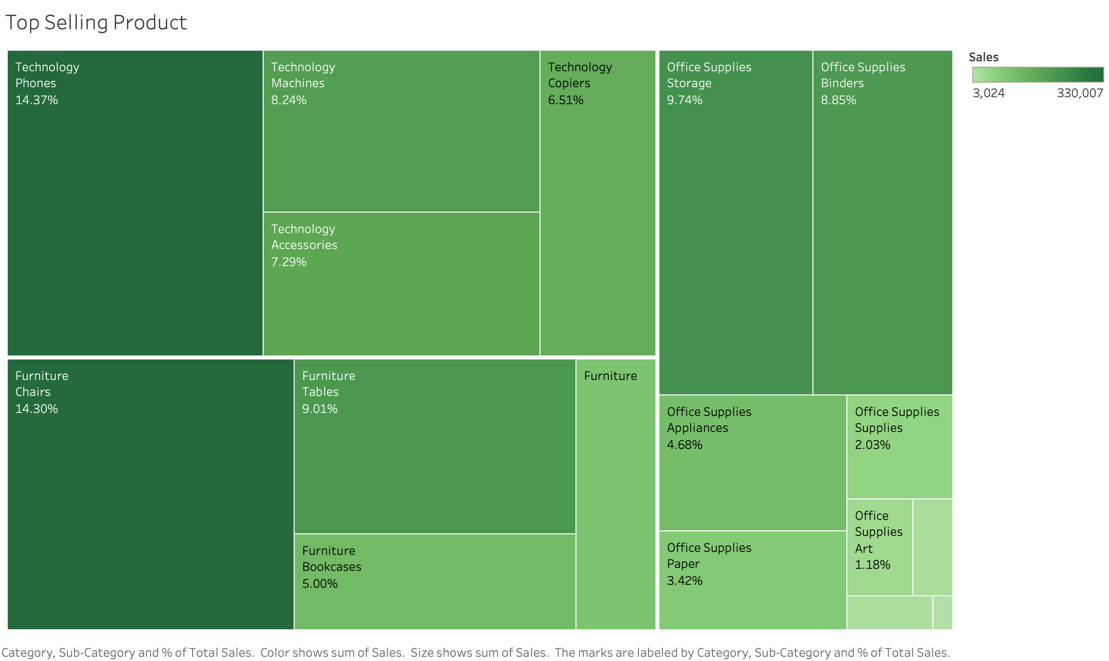 Top Selling Product
Technology
Phones
14.37%
Technology
Machines
8.24%
Technology
Accessories
7.29%
Technology
Copiers
6.51%
Furniture
Chairs
14.30%
Furniture
Tables
9.01%
Furniture
Bookcases
5.00%
Furniture
Office Supplies
Storage
9.74%
Office Supplies
Binders
8.85%
Office Supplies
Appliances
4.68%
Office Supplies
Paper
3.42%
Office Supplies
Supplies
2.03%
Office
Supplies
Art
1.18%
Sales
3,024 330,007
Category, Sub-Category and % of Total Sales. Color shows sum of Sales. Size shows sum of Sales. The marks are labeled by Category, Sub-Category and % of Total Sales.